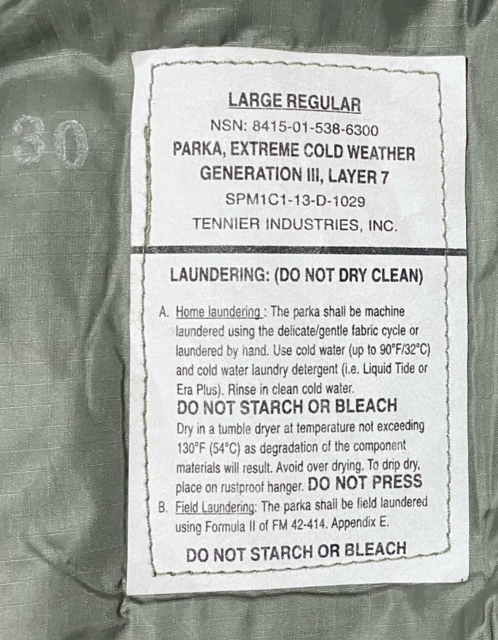 30
LARGE REGULAR
NSN: 8415-01-538-6300
PARKA, EXTREME COLD WEATHER
GENERATION III, LAYER 7
SPM1C1-13-D-1029
TENNIER INDUSTRIES, INC.
LAUNDERING: (DO NOT DRY CLEAN)
A. Home laundering : The parka shall be machine
laundered using the delicate/gentle fabric cycle or
laundered by hand. Use cold water (up to 90°F/32°C)
and cold water laundry detergent (i.e. Liquid Tide or
Era Plus). Rinse in clean cold water.
DO NOT STARCH OR BLEACH
Dry in a tumble dryer at temperature not exceeding
130°F (54°C) as degradation of the component
materials will result. Avoid over drying. To drip dry,
place on rustproof hanger. DO NOT PRESS
B. Field Laundering: The parka shall be field laundered
using Formula II of FM 42-414. Appendix E.
DO NOT STARCH OR BLEACH